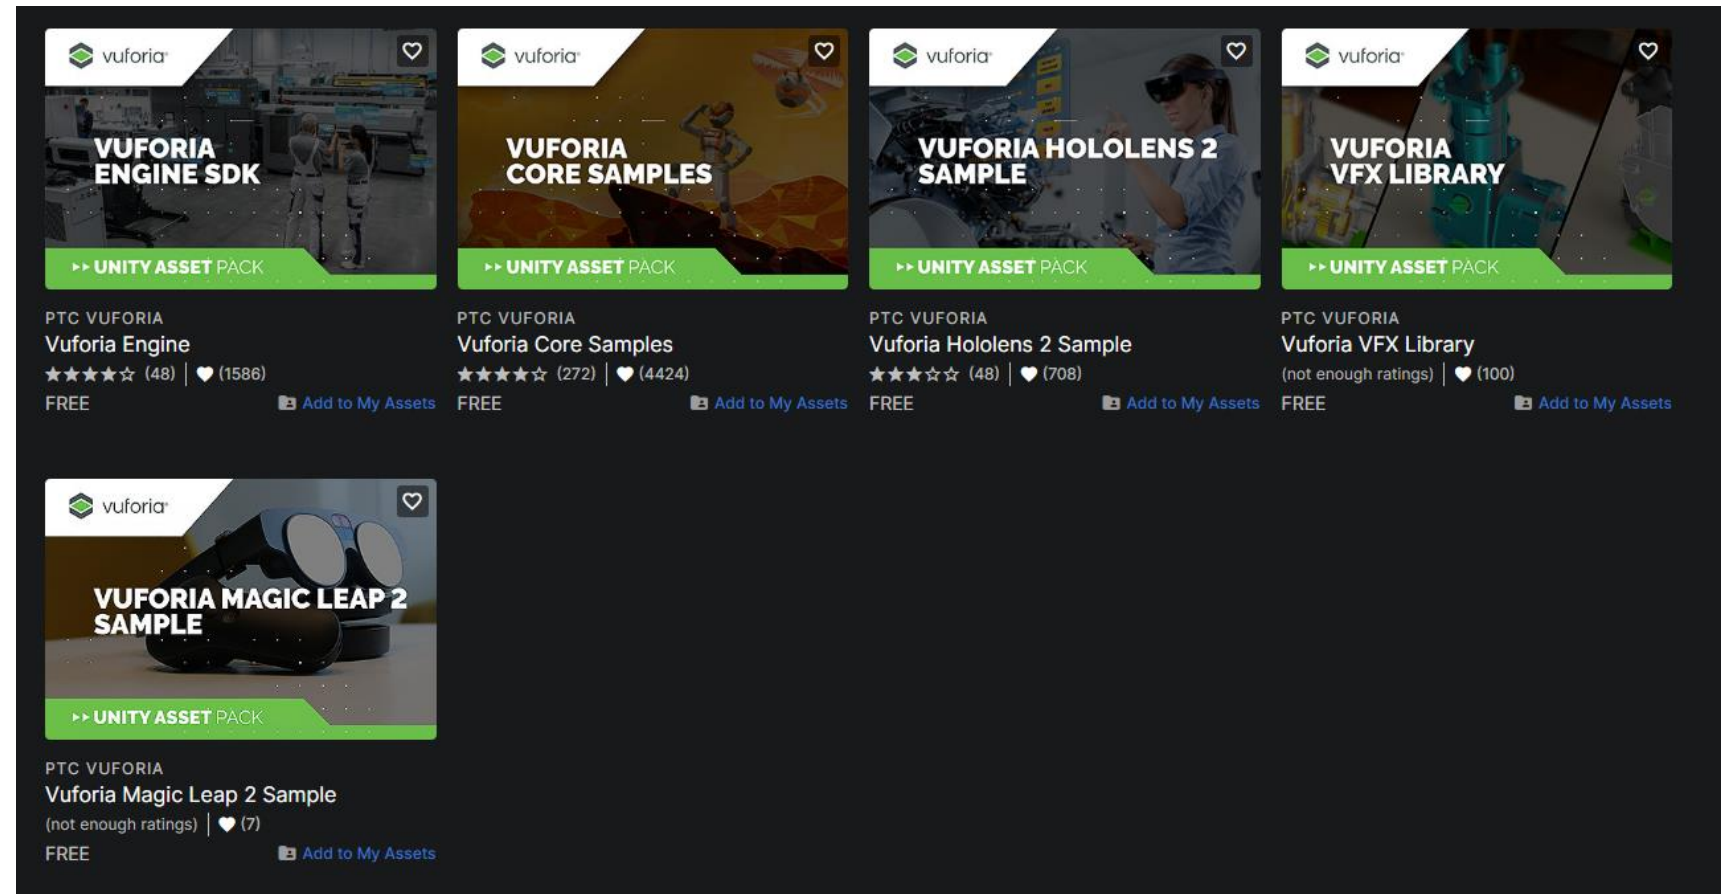 vuforia
VUFORIA
ENGINE SDK
UNITY ASSET PACK
PTC VUFORIA
Vuforia Engine
(48) (1586)
FREE Add to My Assets
vuforia
VUFORIA
CORE SAMPLES
UNITY ASSET PACK
PTC VUFORIA
Vuforia Core Samples
(272) (4424)
FREE Add to My Assets
vuforia
VUFORIA HOLOLENS 2
SAMPLE
UNITY ASSET PACK
PTC VUFORIA
Vuforia Hololens 2 Sample
(48) (708)
FREE Add to My Assets
vuforia
VUFORIA
VFX LIBRARY
UNITY ASSET PACK
PTC VUFORIA
Vuforia VFX Library
(not enough ratings) (100)
FREE Add to My Assets
vuforia
VUFORIA MAGIC LEAP 2
SAMPLE
UNITY ASSET PACK
PTC VUFORIA
Vuforia Magic Leap 2 Sample
(not enough ratings) (7)
FREE Add to My Assets